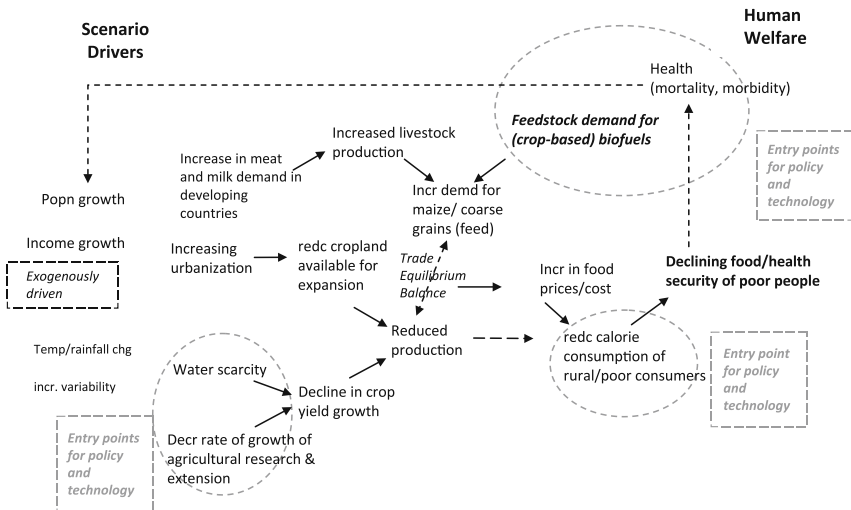 Scenario
Drivers
Human
Welfare
Health
(mortality, morbidity)
Feedstock demand for
(crop-based) biofuels
Entry points
for policy
and
technology
Increased livestock
production
Increase in meat
and milk demand in
developing
countries
Incr demd for
maize/ coarse
grains (feed)
Popn growth
Income growth
Exogenously
driven
Increasing
urbanization
redc cropland
available for
expansion
Trade
Equilibrium
Balance
Incr in food
prices/cost
Declining food/health
security of poor people
Reduced
production
redc calorie
consumption of
rural/poor consumers
Entry point
for policy
and
technology
Temp/rainfall chg
incr. variability
Water scarcity
Decline in crop
yield growth
Decr rate of growth of
agricultural research &
extension
Entry points
for policy
and
technology